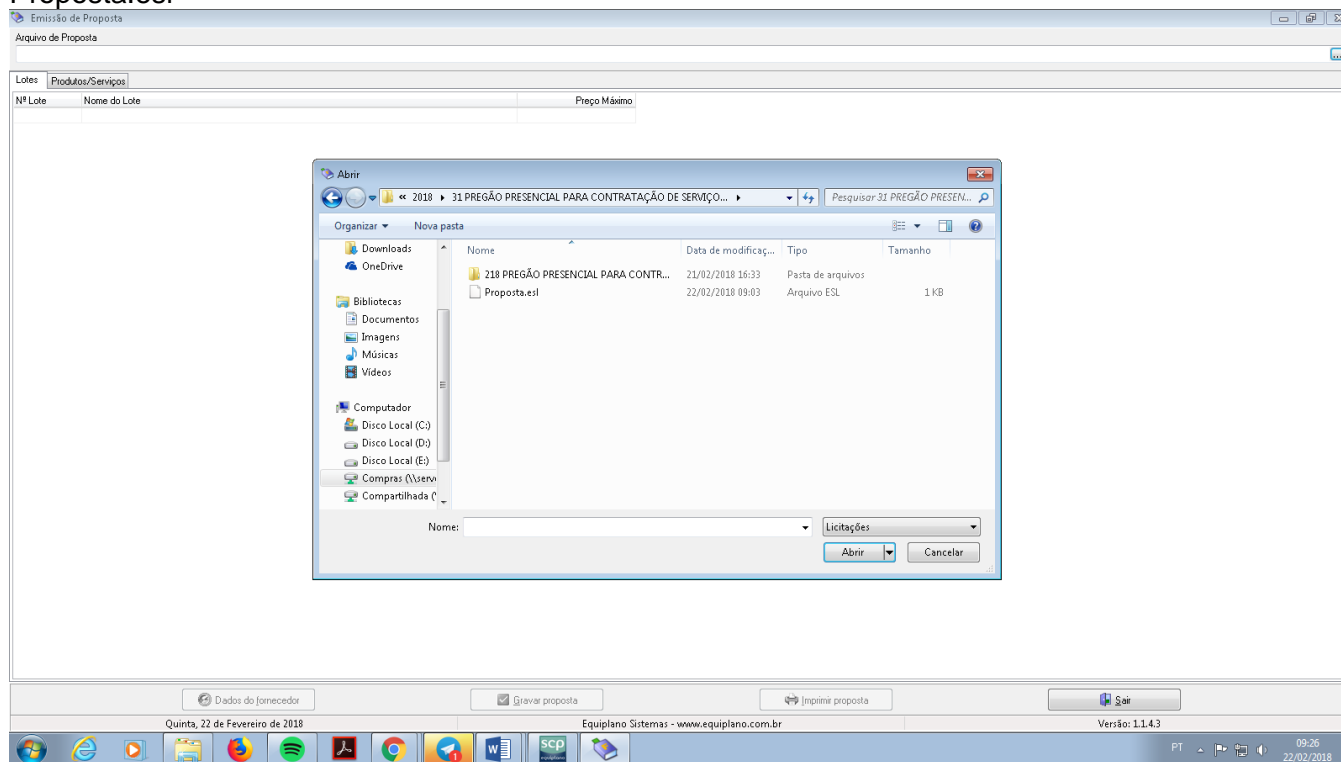 Proposta.esl
Emissão de Proposta
Arquivo de Proposta
...
Lotes Produtos/Serviços
Nº Lote Nome do Lote Preço Máximo
Abrir
« 2018 31 PREGÃO PRESENCIAL PARA CONTRATAÇÃO DE SERVIÇO... Pesquisar 31 PREGÃO PRESEN...
Organizar Nova pasta
Downloads
OneDrive
Bibliotecas
Documentos
Imagens
Músicas
Vídeos
Computador
Disco Local (C:)
Disco Local (D:)
Disco Local (E:)
Compras (\\serv
Compartilhada (
Nome Data de modificaç... Tipo Tamanho
218 PREGÃO PRESENCIAL PARA CONTR... 21/02/2018 16:33 Pasta de arquivos
Proposta.esl 22/02/2018 09:03 Arquivo ESL 1 KB
Nome: Licitações
Abrir Cancelar
Dados do fornecedor Gravar proposta Imprimir proposta Sair
Quinta, 22 de Fevereiro de 2018 Equiplano Sistemas - www.equiplano.com.br Versão: 1.1.4.3
scp
PT 09:26
22/02/2018